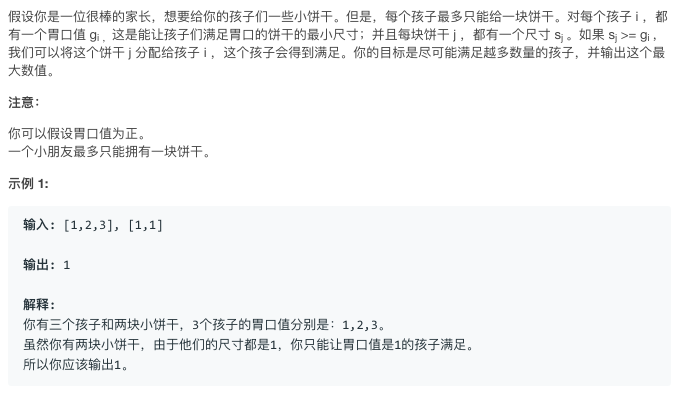 假设你是一位很棒的家长，想要给你的孩子们一些小饼干。但是，每个孩子最多只能给一块饼干。对每个孩子 i ，都
有一个胃口值 gi ，这是能让孩子们满足胃口的饼干的最小尺寸；并且每块饼干 j ，都有一个尺寸 sj 。如果 sj >= gi ，
我们可以将这个饼干 j 分配给孩子 i ，这个孩子会得到满足。你的目标是尽可能满足越多数量的孩子，并输出这个最
大数值。
注意：
你可以假设胃口值为正。
一个小朋友最多只能拥有一块饼干。
示例 1:
输入: [1,2,3], [1,1]
输出: 1
解释:
你有三个孩子和两块小饼干，3个孩子的胃口值分别是：1,2,3。
虽然你有两块小饼干，由于他们的尺寸都是1，你只能让胃口值是1的孩子满足。
所以你应该输出1。